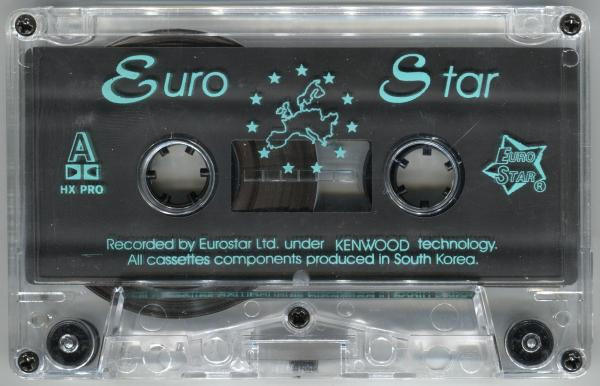 Euro Star
A
HX PRO
EURO
STAR
®
Recorded by Eurostar Ltd. under KENWOOD technology.
All cassettes components produced in South Korea.